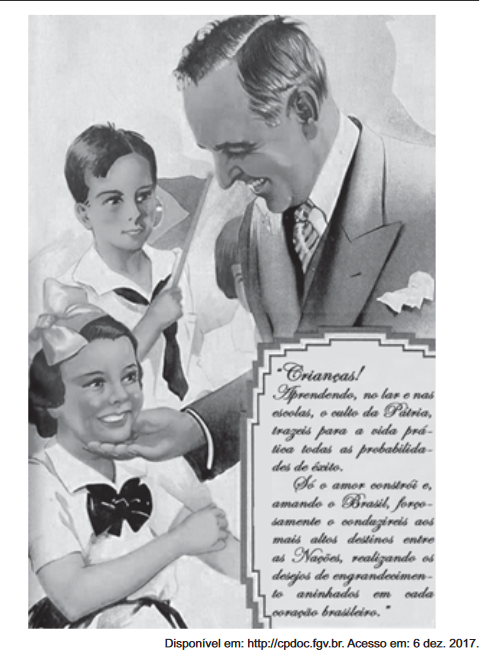 "Crianças!
Aprendendo, no lar e nas
escolas, o culto da Pátria,
trazeis para a vida prá-
tica todas as probabilida-
des de êxito.
Só o amor constrói e,
amando o Brasil, forço-
samente o conduzireis aos
mais altos destinos entre
as Nações, realizando os
desejos de engrandecimen-
to aninhados em cada
coração brasileiro."
Disponível em: http://cpdoc.fgv.br. Acesso em: 6 dez. 2017.